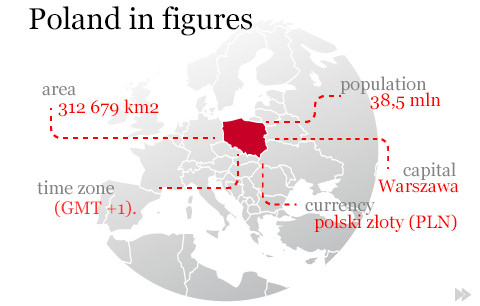 Poland in figures
area
312 679 km2
population
38,5 mln
capital
Warszawa
time zone
(GMT +1).
currency
polski złoty (PLN)